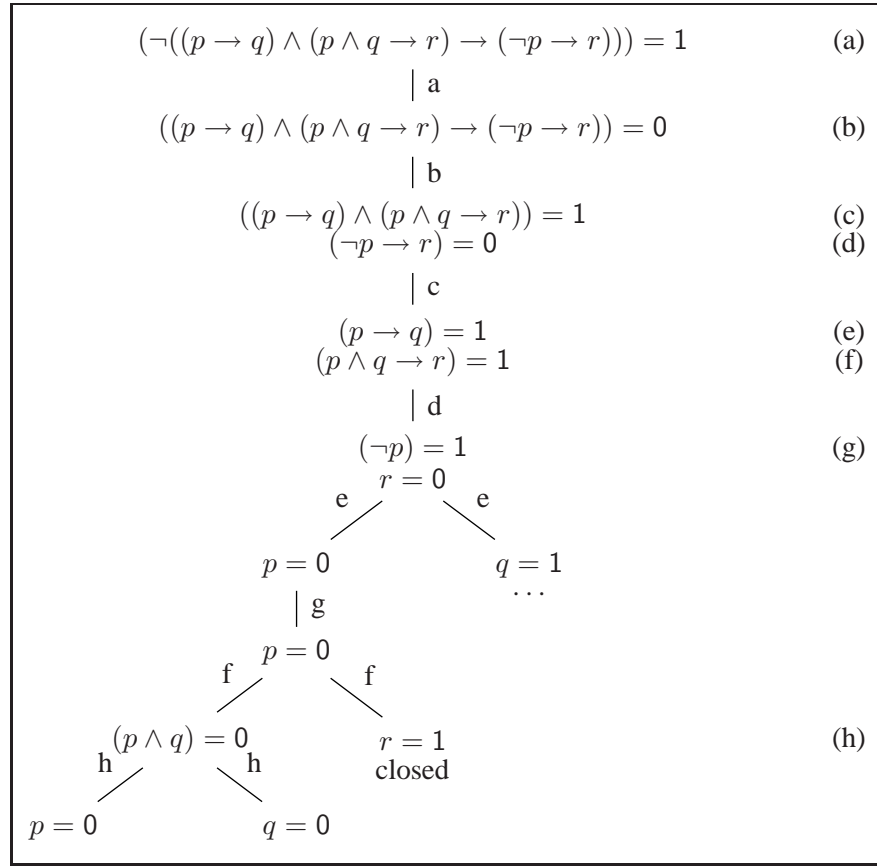 (¬((p → q) ∧ (p ∧ q → r) → (¬p → r))) = 1 (a)
a
((p → q) ∧ (p ∧ q → r) → (¬p → r)) = 0 (b)
b
((p → q) ∧ (p ∧ q → r)) = 1 (c)
(¬p → r) = 0 (d)
c
(p → q) = 1 (e)
(p ∧ q → r) = 1 (f)
d
(¬p) = 1 (g)
r = 0
e e
p = 0 q = 1
···
g
p = 0
f f
(p ∧ q) = 0 r = 1 (h)
closed
h h
p = 0 q = 0